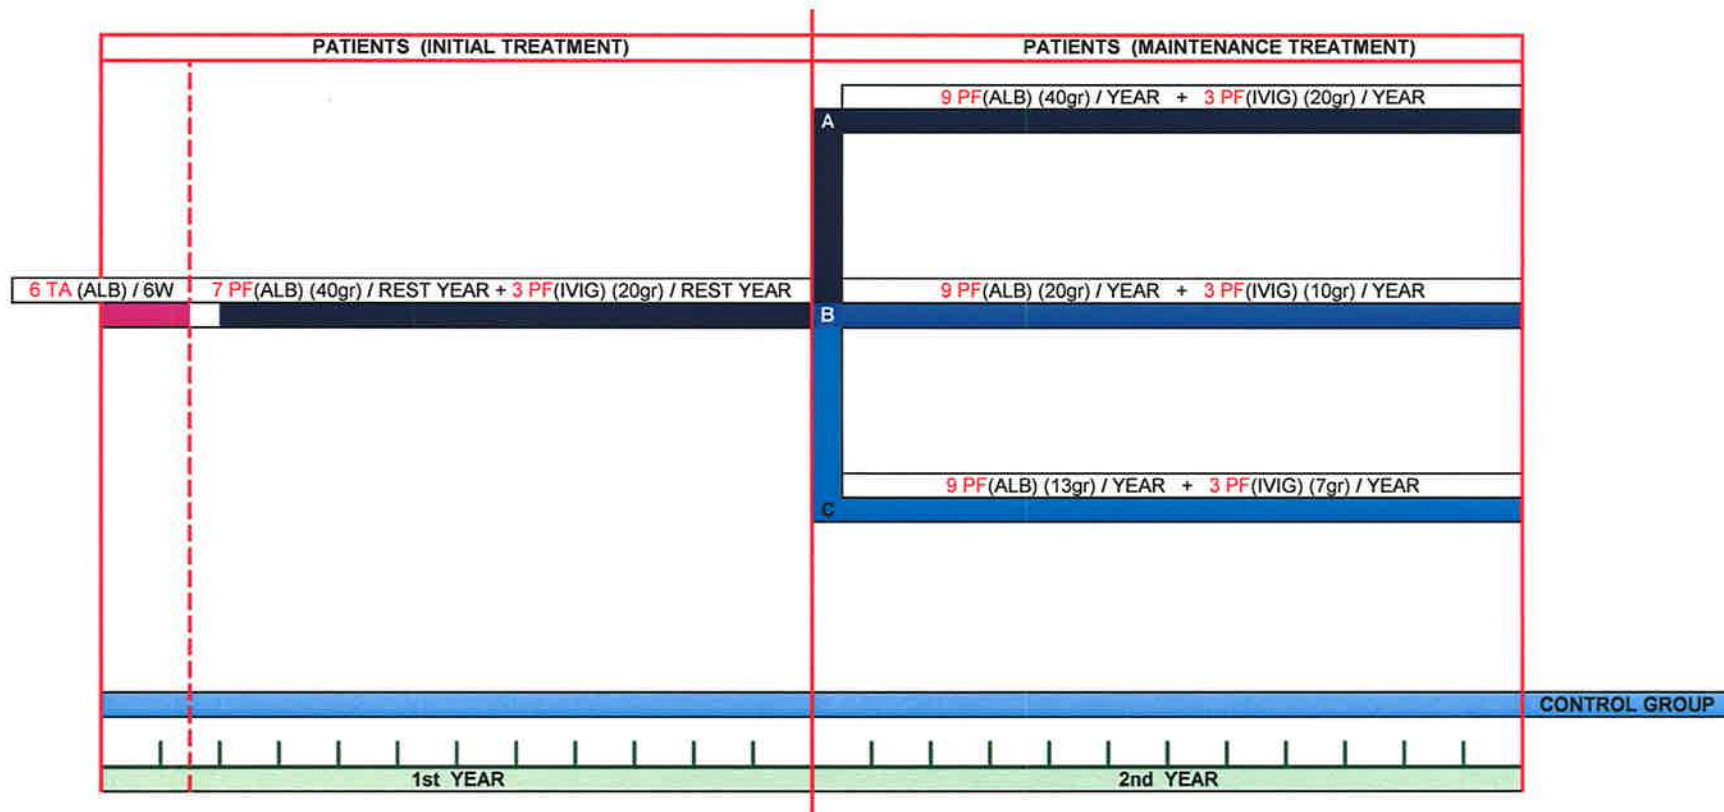 PATIENTS (INITIAL TREATMENT)
PATIENTS (MAINTENANCE TREATMENT)
9 PF(ALB) (40gr) / YEAR + 3 PF(IVIG) (20gr) / YEAR
A
6 TA (ALB) / 6W
7 PF(ALB) (40gr) / REST YEAR + 3 PF(IVIG) (20gr) / REST YEAR
9 PF(ALB) (20gr) / YEAR + 3 PF(IVIG) (10gr) / YEAR
B
9 PF(ALB) (13gr) / YEAR + 3 PF(IVIG) (7gr) / YEAR
C
CONTROL GROUP
1st YEAR
2nd YEAR